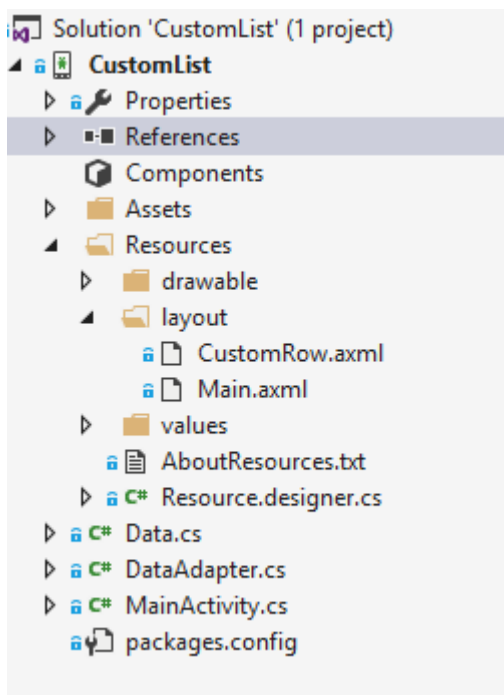 Solution 'CustomList' (1 project)
CustomList
Properties
References
Components
Assets
Resources
drawable
layout
CustomRow.axml
Main.axml
values
AboutResources.txt
C# Resource.designer.cs
C# Data.cs
C# DataAdapter.cs
C# MainActivity.cs
packages.config